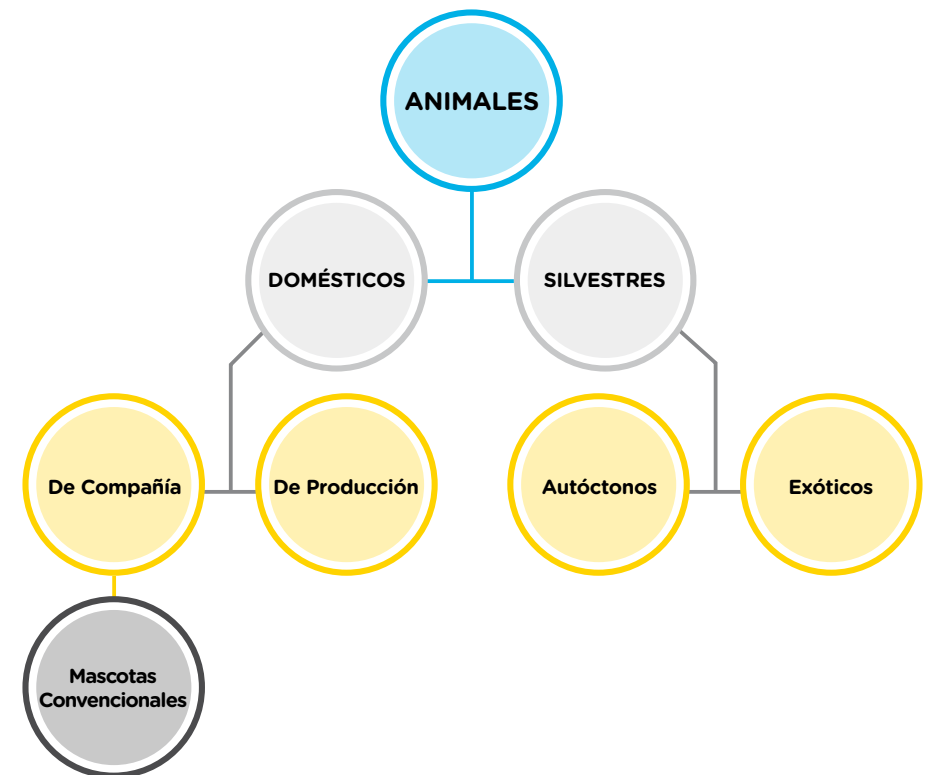 ANIMALES
DOMÉSTICOS
SILVESTRES
De Compañía
De Producción
Autóctonos
Exóticos
Mascotas
Convencionales